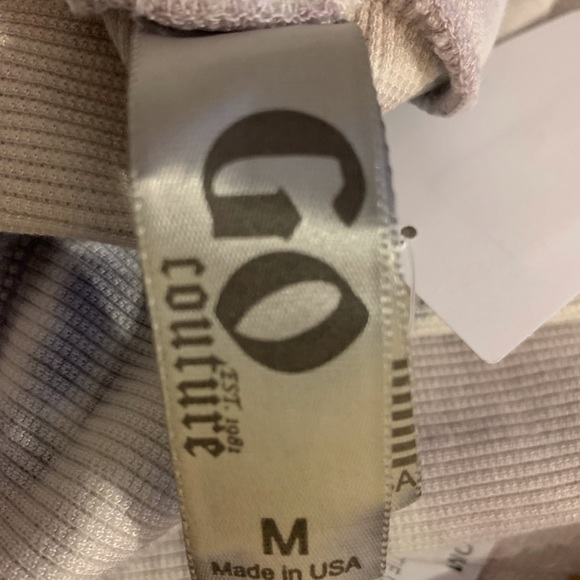 GO
couture
EST. 1981
M
Made in USA